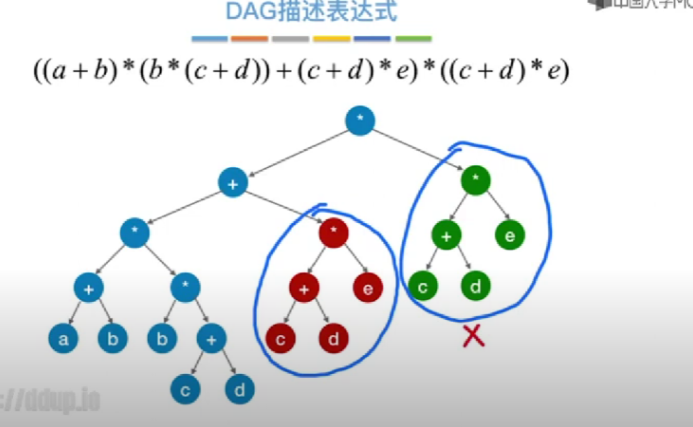 DAG描述表达式
中国大学MO
((a+b)*(b*(c+d))+(c+d)*e)*((c+d)*e)
*
+ *
* * + e
+ * + e c d
a b b + c d
c d
://ddup.io